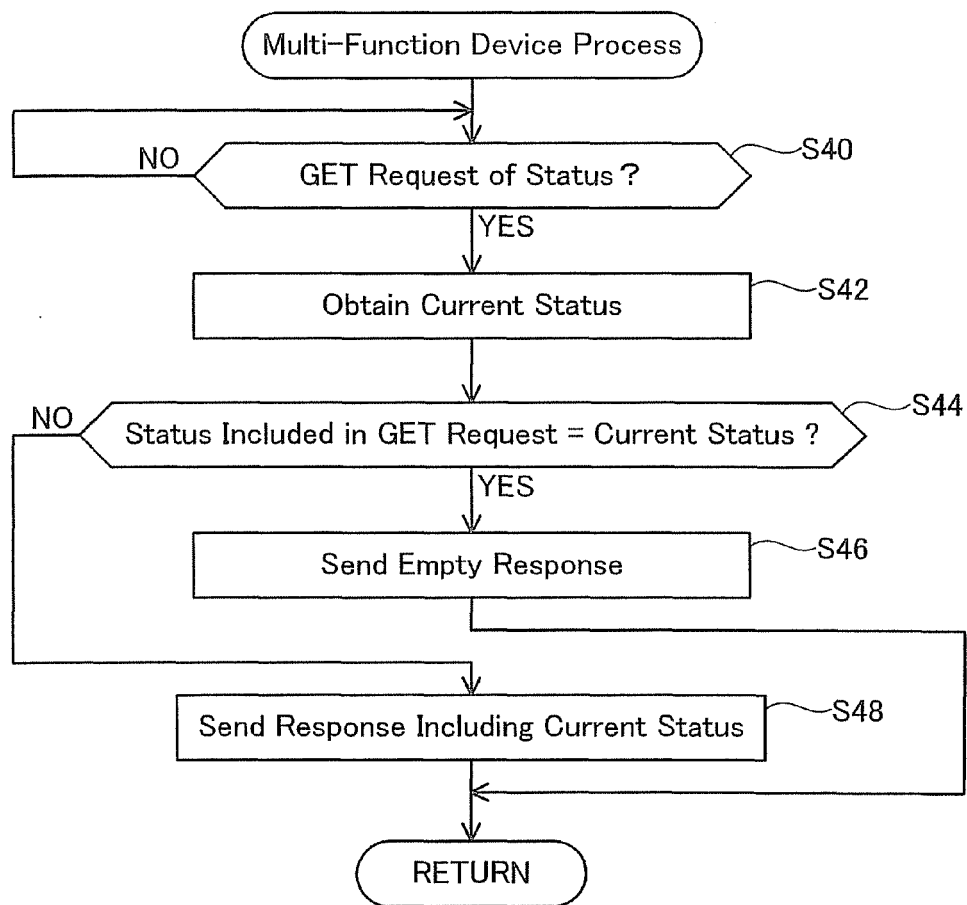 Multi-Function Device Process
NO
GET Request of Status ?
S40
YES
Obtain Current Status
S42
NO
Status Included in GET Request = Current Status ?
S44
YES
Send Empty Response
S46
Send Response Including Current Status
S48
RETURN